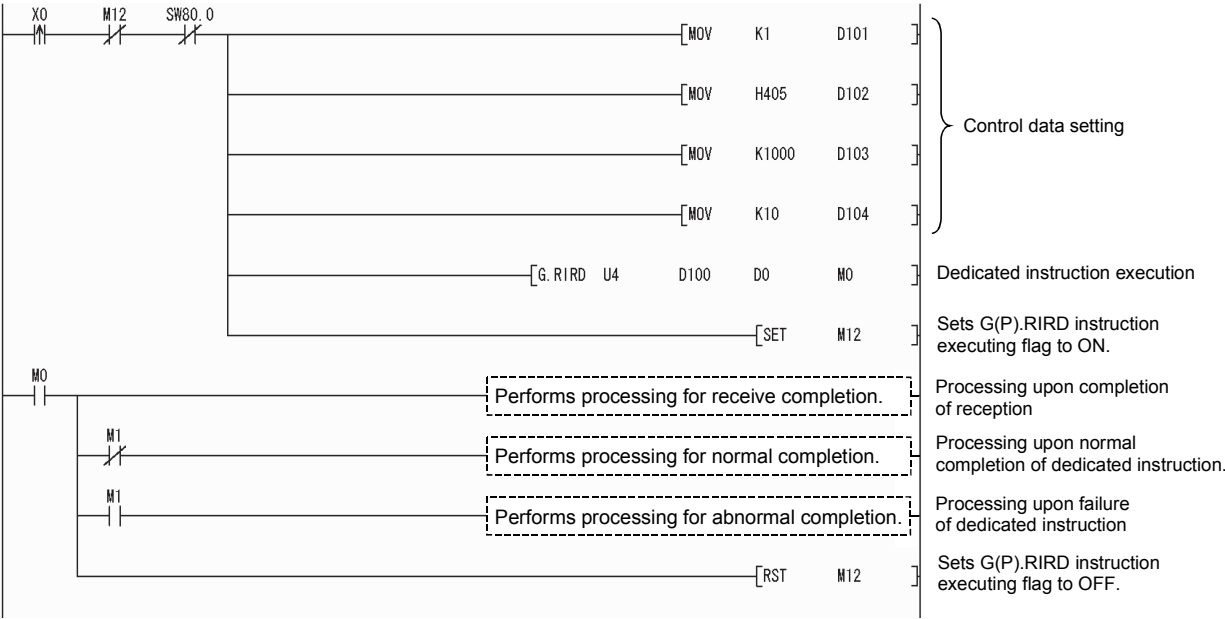 X0 M12 SW80.0
MOV K1 D101
MOV H405 D102
Control data setting
MOV K1000 D103
MOV K10 D104
G.RIRD U4 D100 D0 M0 Dedicated instruction execution
SET M12 Sets G(P).RIRD instruction
executing flag to ON.
M0
Performs processing for receive completion. Processing upon completion
of reception
M1
Performs processing for normal completion. Processing upon normal
completion of dedicated instruction.
M1
Performs processing for abnormal completion. Processing upon failure
of dedicated instruction
RST M12 Sets G(P).RIRD instruction
executing flag to OFF.